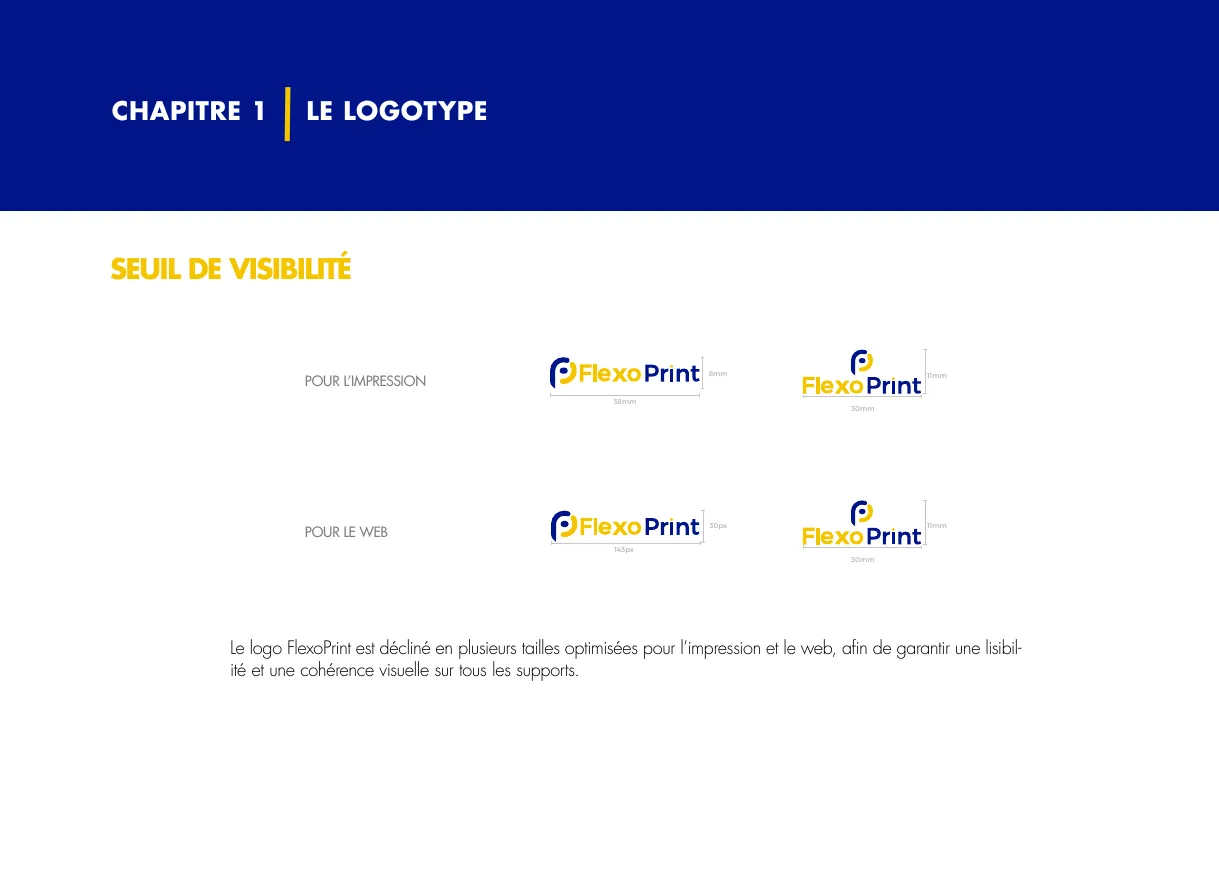 CHAPITRE 1 | LE LOGOTYPE
SEUIL DE VISIBILITÉ
POUR L'IMPRESSION
FlexoPrint
8mm
38mm
FlexoPrint
11mm
30mm
POUR LE WEB
FlexoPrint
30px
143px
FlexoPrint
11mm
30mm
Le logo FlexoPrint est décliné en plusieurs tailles optimisées pour l'impression et le web, afin de garantir une lisibil-
ité et une cohérence visuelle sur tous les supports.